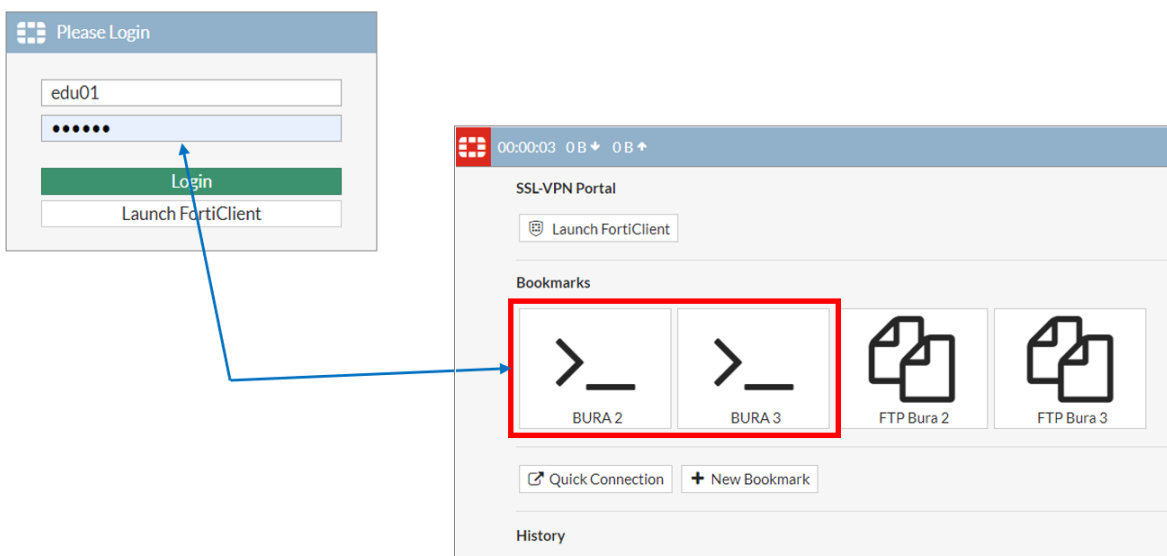 Please Login
edu01
••••••
Login
Launch FortiClient
00:00:03 0 B 0 B
SSL-VPN Portal
Launch FortiClient
Bookmarks
BURA 2 BURA 3 FTP Bura 2 FTP Bura 3
Quick Connection New Bookmark
History